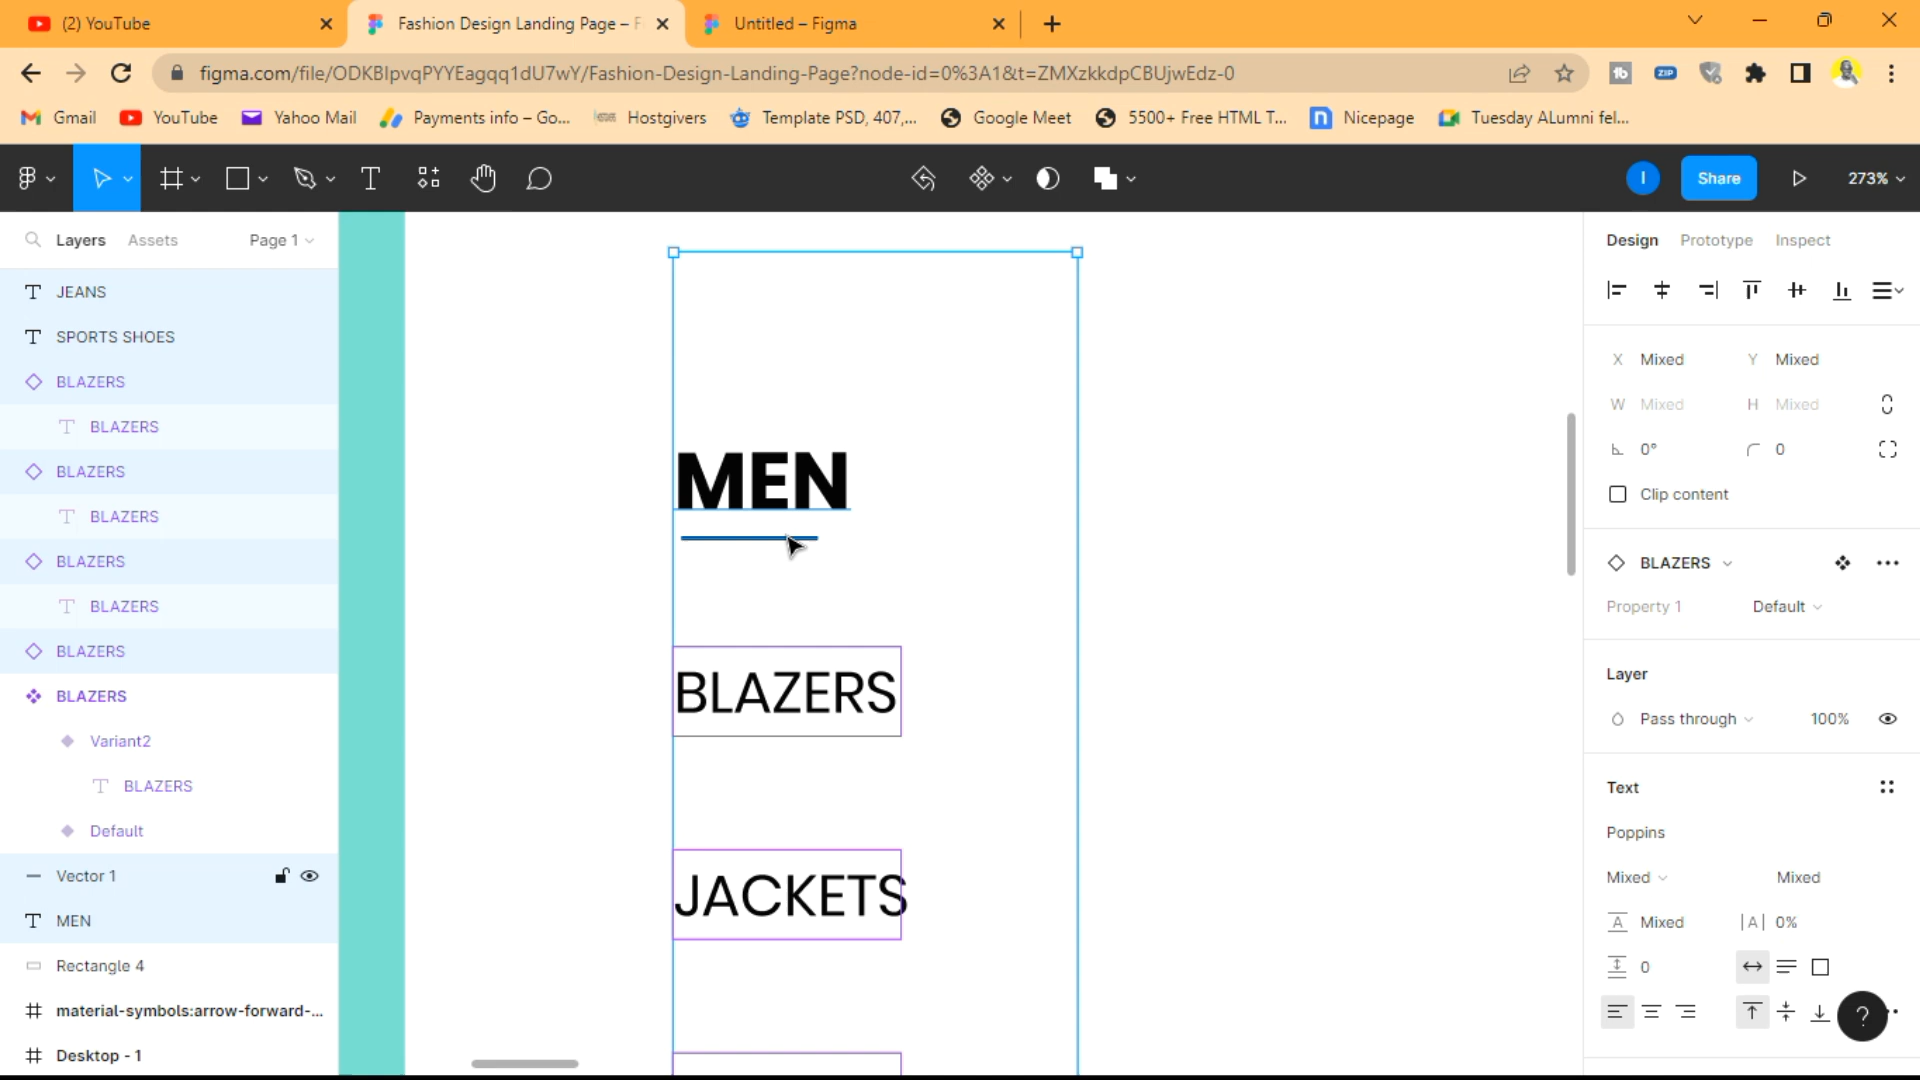 (2) YouTube
Fashion Design Landing Page – F
Untitled – Figma
figma.com/file/ODKBIpvqPYYEagqq1dU7wY/Fashion-Design-Landing-Page?node-id=0%3A1&t=ZMXzkkdpCBUjwEdz-0
Gmail
YouTube
Yahoo Mail
Payments info – Go...
Hostgivers
Template PSD, 407,...
Google Meet
5500+ Free HTML T...
Nicepage
Tuesday ALumni fel...
I
Share
273%
Layers
Assets
Page 1
JEANS
SPORTS SHOES
BLAZERS
BLAZERS
BLAZERS
BLAZERS
BLAZERS
BLAZERS
BLAZERS
BLAZERS
Variant2
BLAZERS
Default
Vector 1
MEN
Rectangle 4
material-symbols:arrow-forward-...
Desktop - 1
MEN
BLAZERS
JACKETS
Design
Prototype
Inspect
X Mixed
Y Mixed
W Mixed
H Mixed
0°
0
Clip content
BLAZERS
Property 1
Default
Layer
Pass through
100%
Text
Poppins
Mixed
Mixed
Mixed
0%
0
?